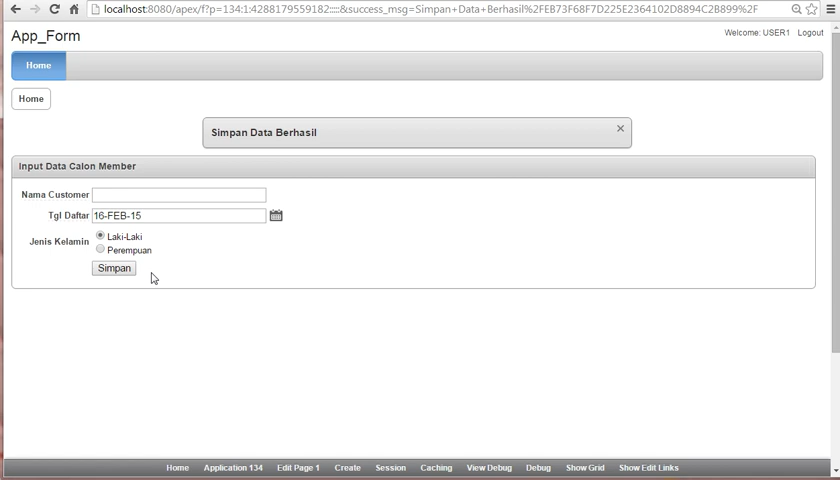 localhost:8080/apex/f?p=134:1:4288179559182:::::&success_msg=Simpan+Data+Berhasil%2FEB73F68F7D225E2364102D8894C2B899%2F
App_Form
Welcome: USER1 Logout
Home
Home
Simpan Data Berhasil
Input Data Calon Member
Nama Customer
Tgl Daftar 16-FEB-15
Jenis Kelamin Laki-Laki
Perempuan
Simpan
Home Application 134 Edit Page 1 Create Session Caching View Debug Debug Show Grid Show Edit Links